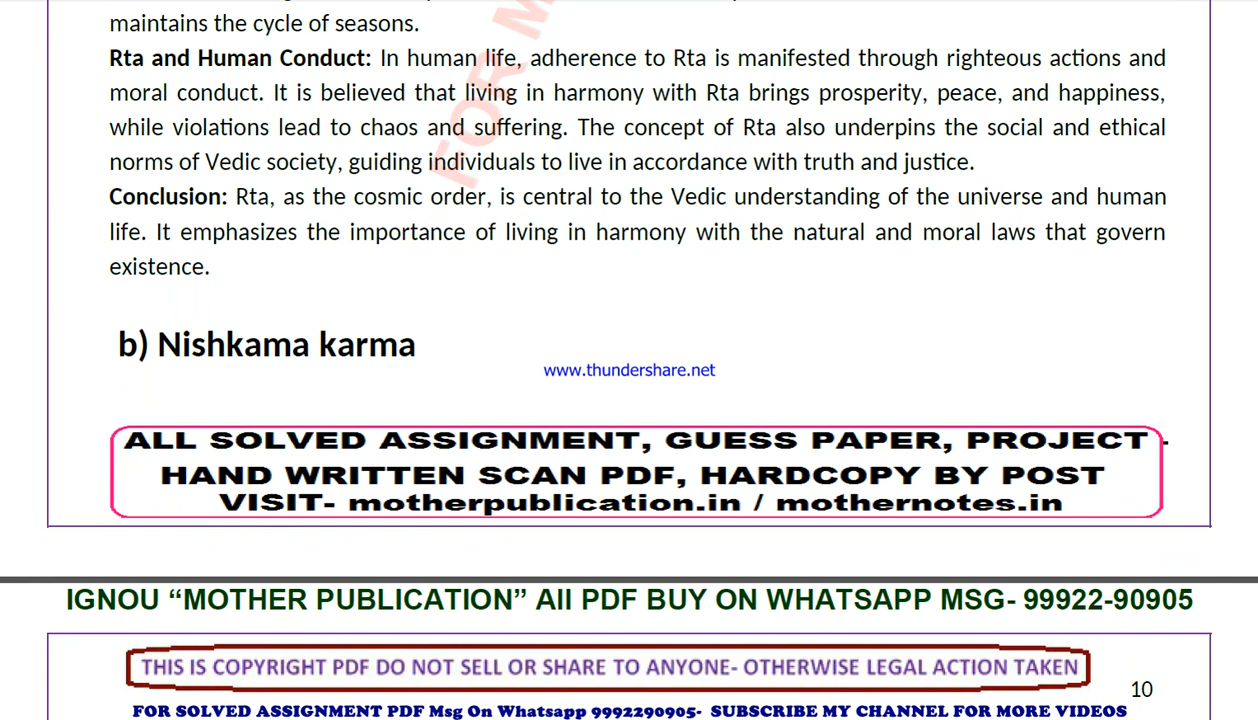 maintains the cycle of seasons.
Rta and Human Conduct: In human life, adherence to Rta is manifested through righteous actions and
moral conduct. It is believed that living in harmony with Rta brings prosperity, peace, and happiness,
while violations lead to chaos and suffering. The concept of Rta also underpins the social and ethical
norms of Vedic society, guiding individuals to live in accordance with truth and justice.
Conclusion: Rta, as the cosmic order, is central to the Vedic understanding of the universe and human
life. It emphasizes the importance of living in harmony with the natural and moral laws that govern
existence.
FOR M
b) Nishkama karma
www.thundershare.net
ALL SOLVED ASSIGNMENT, GUESS PAPER, PROJECT -
HAND WRITTEN SCAN PDF, HARDCOPY BY POST
VISIT- motherpublication.in / mothernotes.in
IGNOU “MOTHER PUBLICATION” All PDF BUY ON WHATSAPP MSG- 99922-90905
THIS IS COPYRIGHT PDF DO NOT SELL OR SHARE TO ANYONE- OTHERWISE LEGAL ACTION TAKEN
10
FOR SOLVED ASSIGNMENT PDF Msg On Whatsapp 9992290905- SUBSCRIBE MY CHANNEL FOR MORE VIDEOS